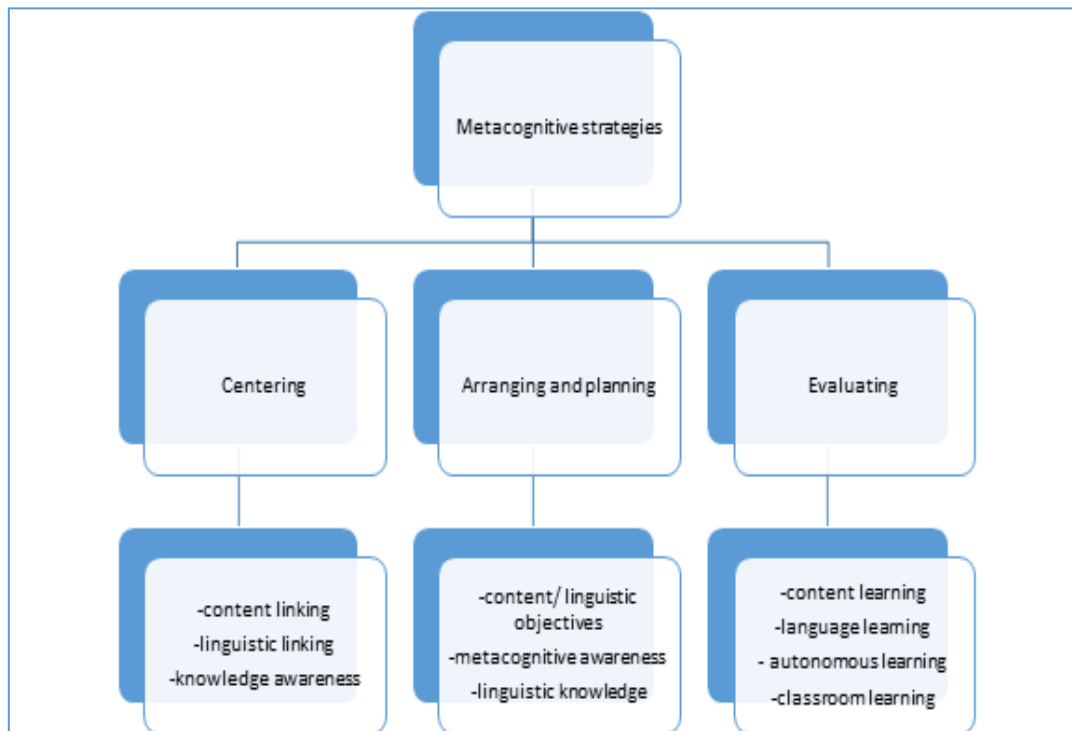 Metacognitive strategies
Centering
Arranging and planning
Evaluating
-content linking
-linguistic linking
-knowledge awareness
-content/ linguistic
objectives
-metacognitive awareness
-linguistic knowledge
-content learning
-language learning
- autonomous learning
-classroom learning